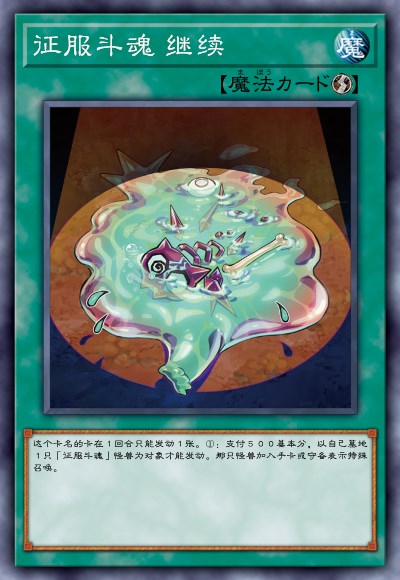 征服斗魂 继续
魔
【魔法カード】
まほう
这个卡名的卡在1回合只能发动1张。①：支付500基本分，以自己墓地
1只「征服斗魂」怪兽为对象才能发动。那只怪兽加入手卡或守备表示特殊
召唤。